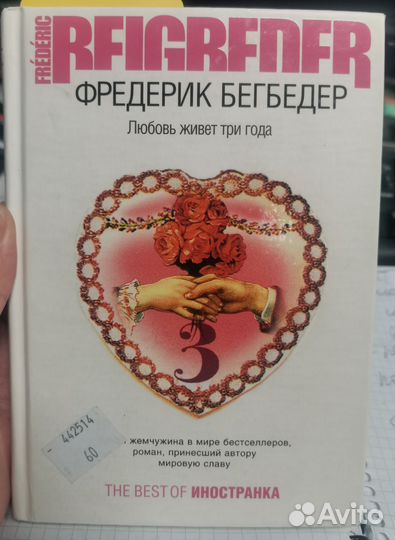 FRÉDÉRIC
BEIGBEDER
ФРЕДЕРИК БЕГБЕДЕР
Любовь живет три года
3
442514
60
жемчужина в мире бестселлеров,
роман, принесший автору
мировую славу
THE BEST OF ИНОСТРАНКА
Avito